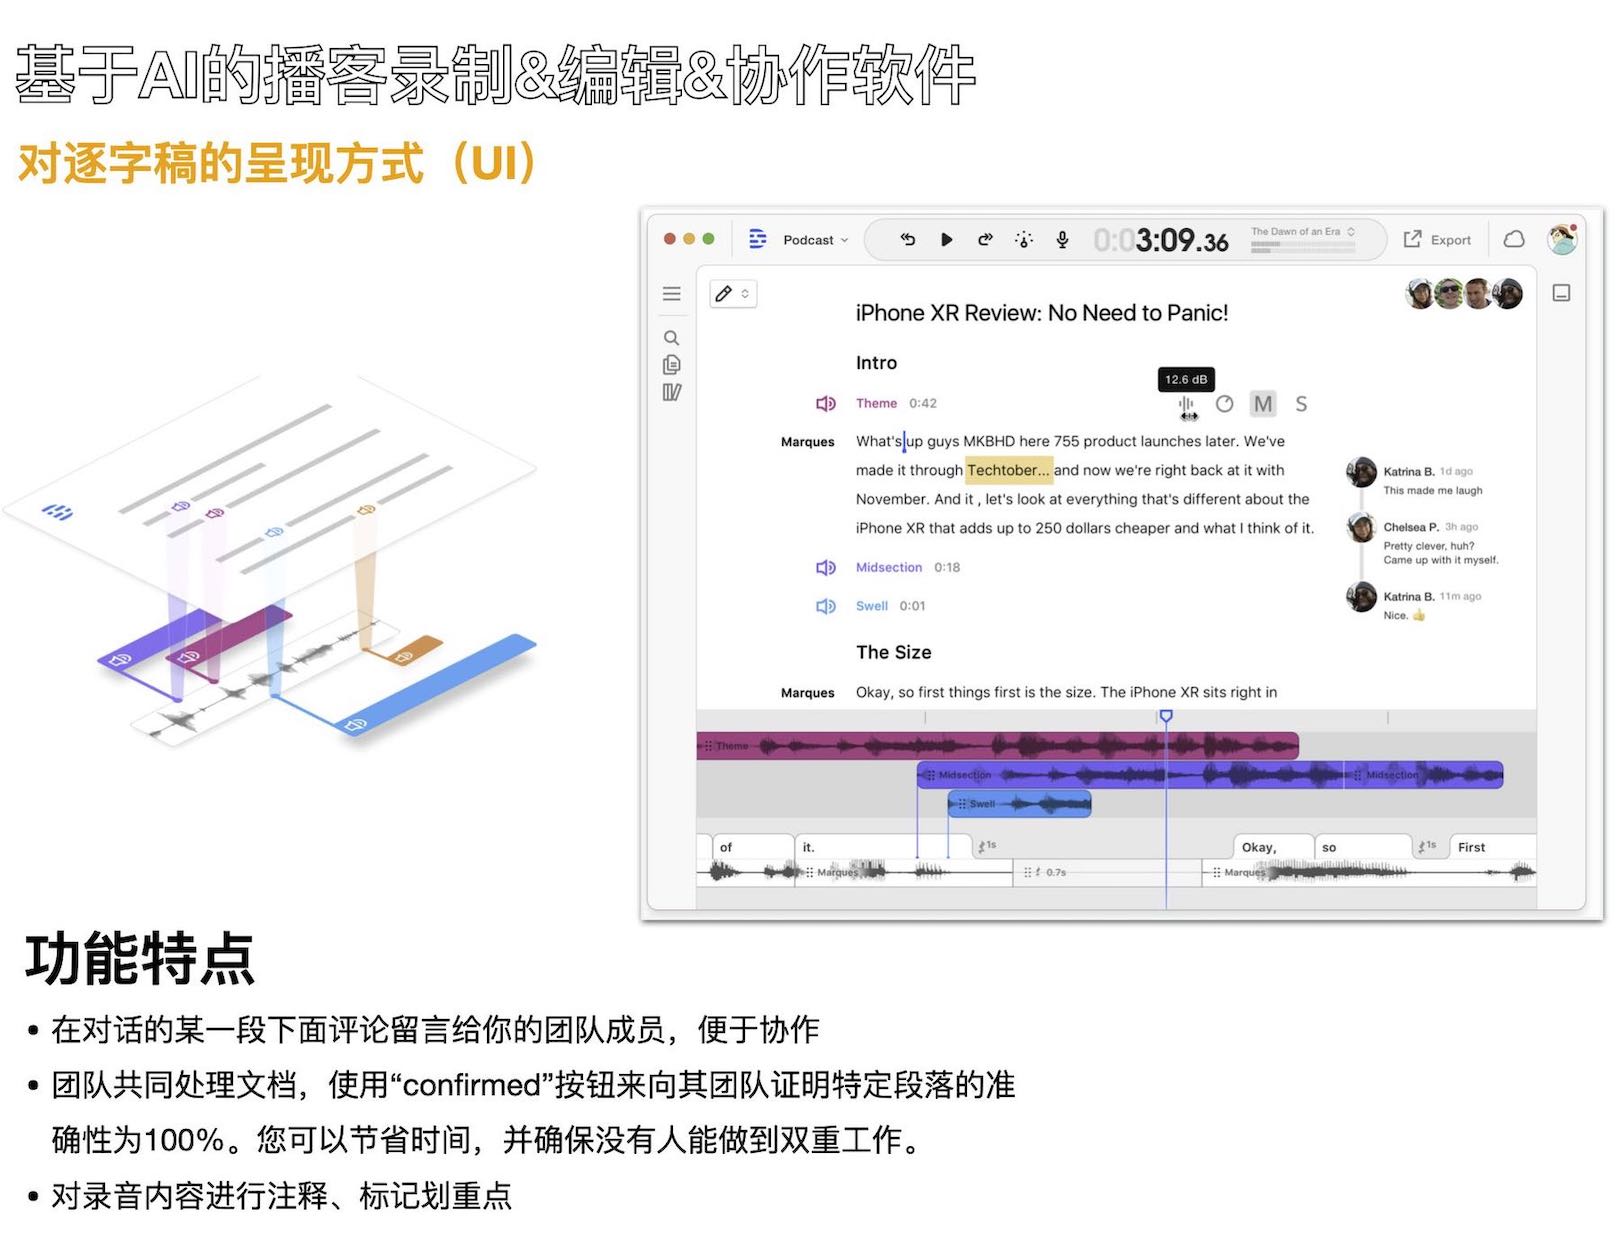 基于AI的播客录制&编辑&协作软件
对逐字稿的呈现方式（UI）
Podcast
0:03:09.36
The Dawn of an Era
Export
iPhone XR Review: No Need to Panic!
Intro
12.6 dB
Theme 0:42
M S
Marques What's up guys MKBHD here 755 product launches later. We've
made it through Techtober... and now we're right back at it with
November. And it , let's look at everything that's different about the
iPhone XR that adds up to 250 dollars cheaper and what I think of it.
Katrina B. 1d ago
This made me laugh
Chelsea P. 3h ago
Pretty clever, huh?
Came up with it myself.
Katrina B. 11m ago
Nice. 👍
Midsection 0:18
Swell 0:01
The Size
Marques Okay, so first things first is the size. The iPhone XR sits right in
Theme
Midsection Midsection
Swell
of it. 1s Okay, so 1s First
Marques 0.7s Marques
功能特点
• 在对话的某一段下面评论留言给你的团队成员，便于协作
• 团队共同处理文档，使用“confirmed”按钮来向其团队证明特定段落的准
确性为100%。您可以节省时间，并确保没有人能做到双重工作。
• 对录音内容进行注释、标记划重点